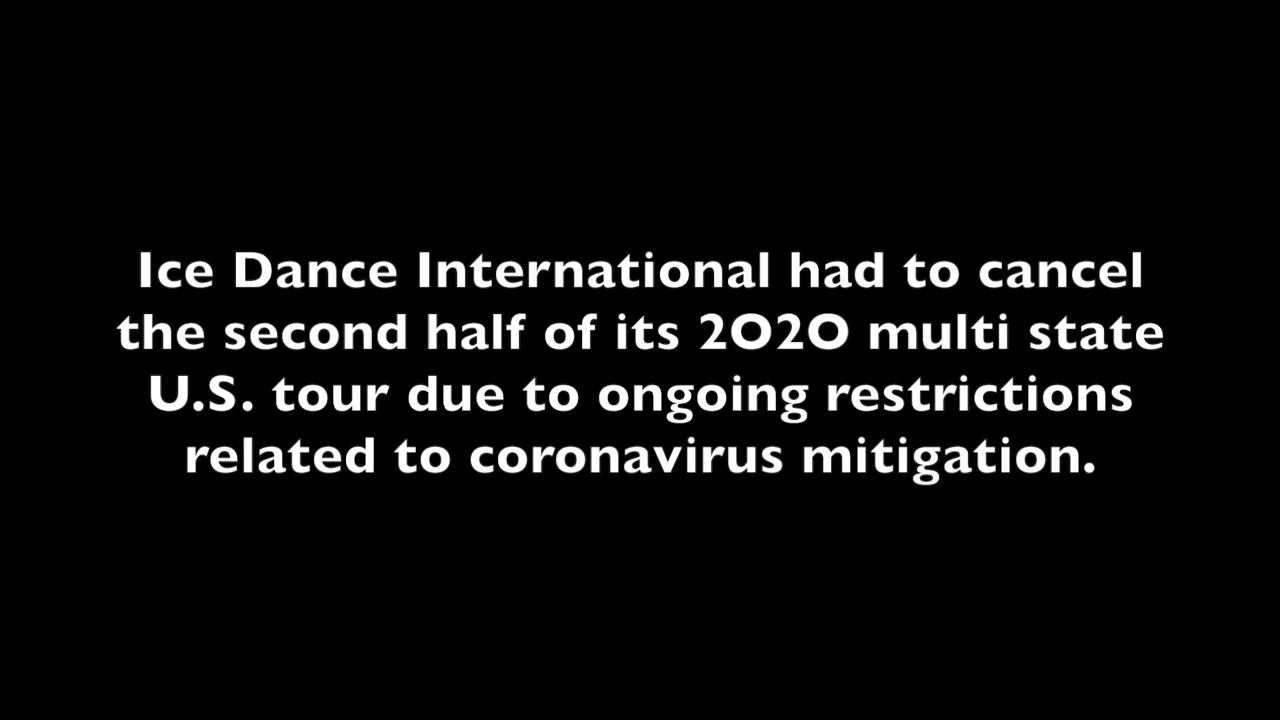 Ice Dance International had to cancel
the second half of its 2020 multi state
U.S. tour due to ongoing restrictions
related to coronavirus mitigation.